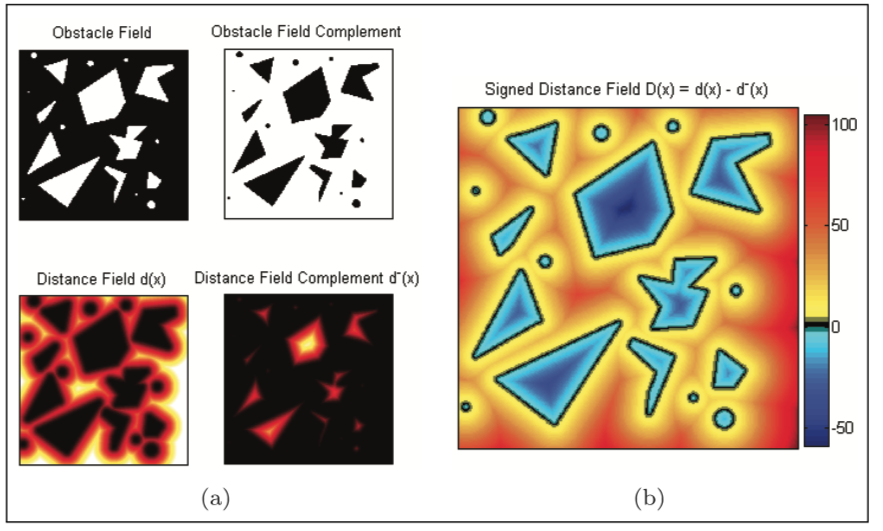 Obstacle Field
Obstacle Field Complement
Distance Field d(x)
Distance Field Complement d⁻(x)
(a)
Signed Distance Field D(x) = d(x) - d⁻(x)
100
50
0
-50
(b)